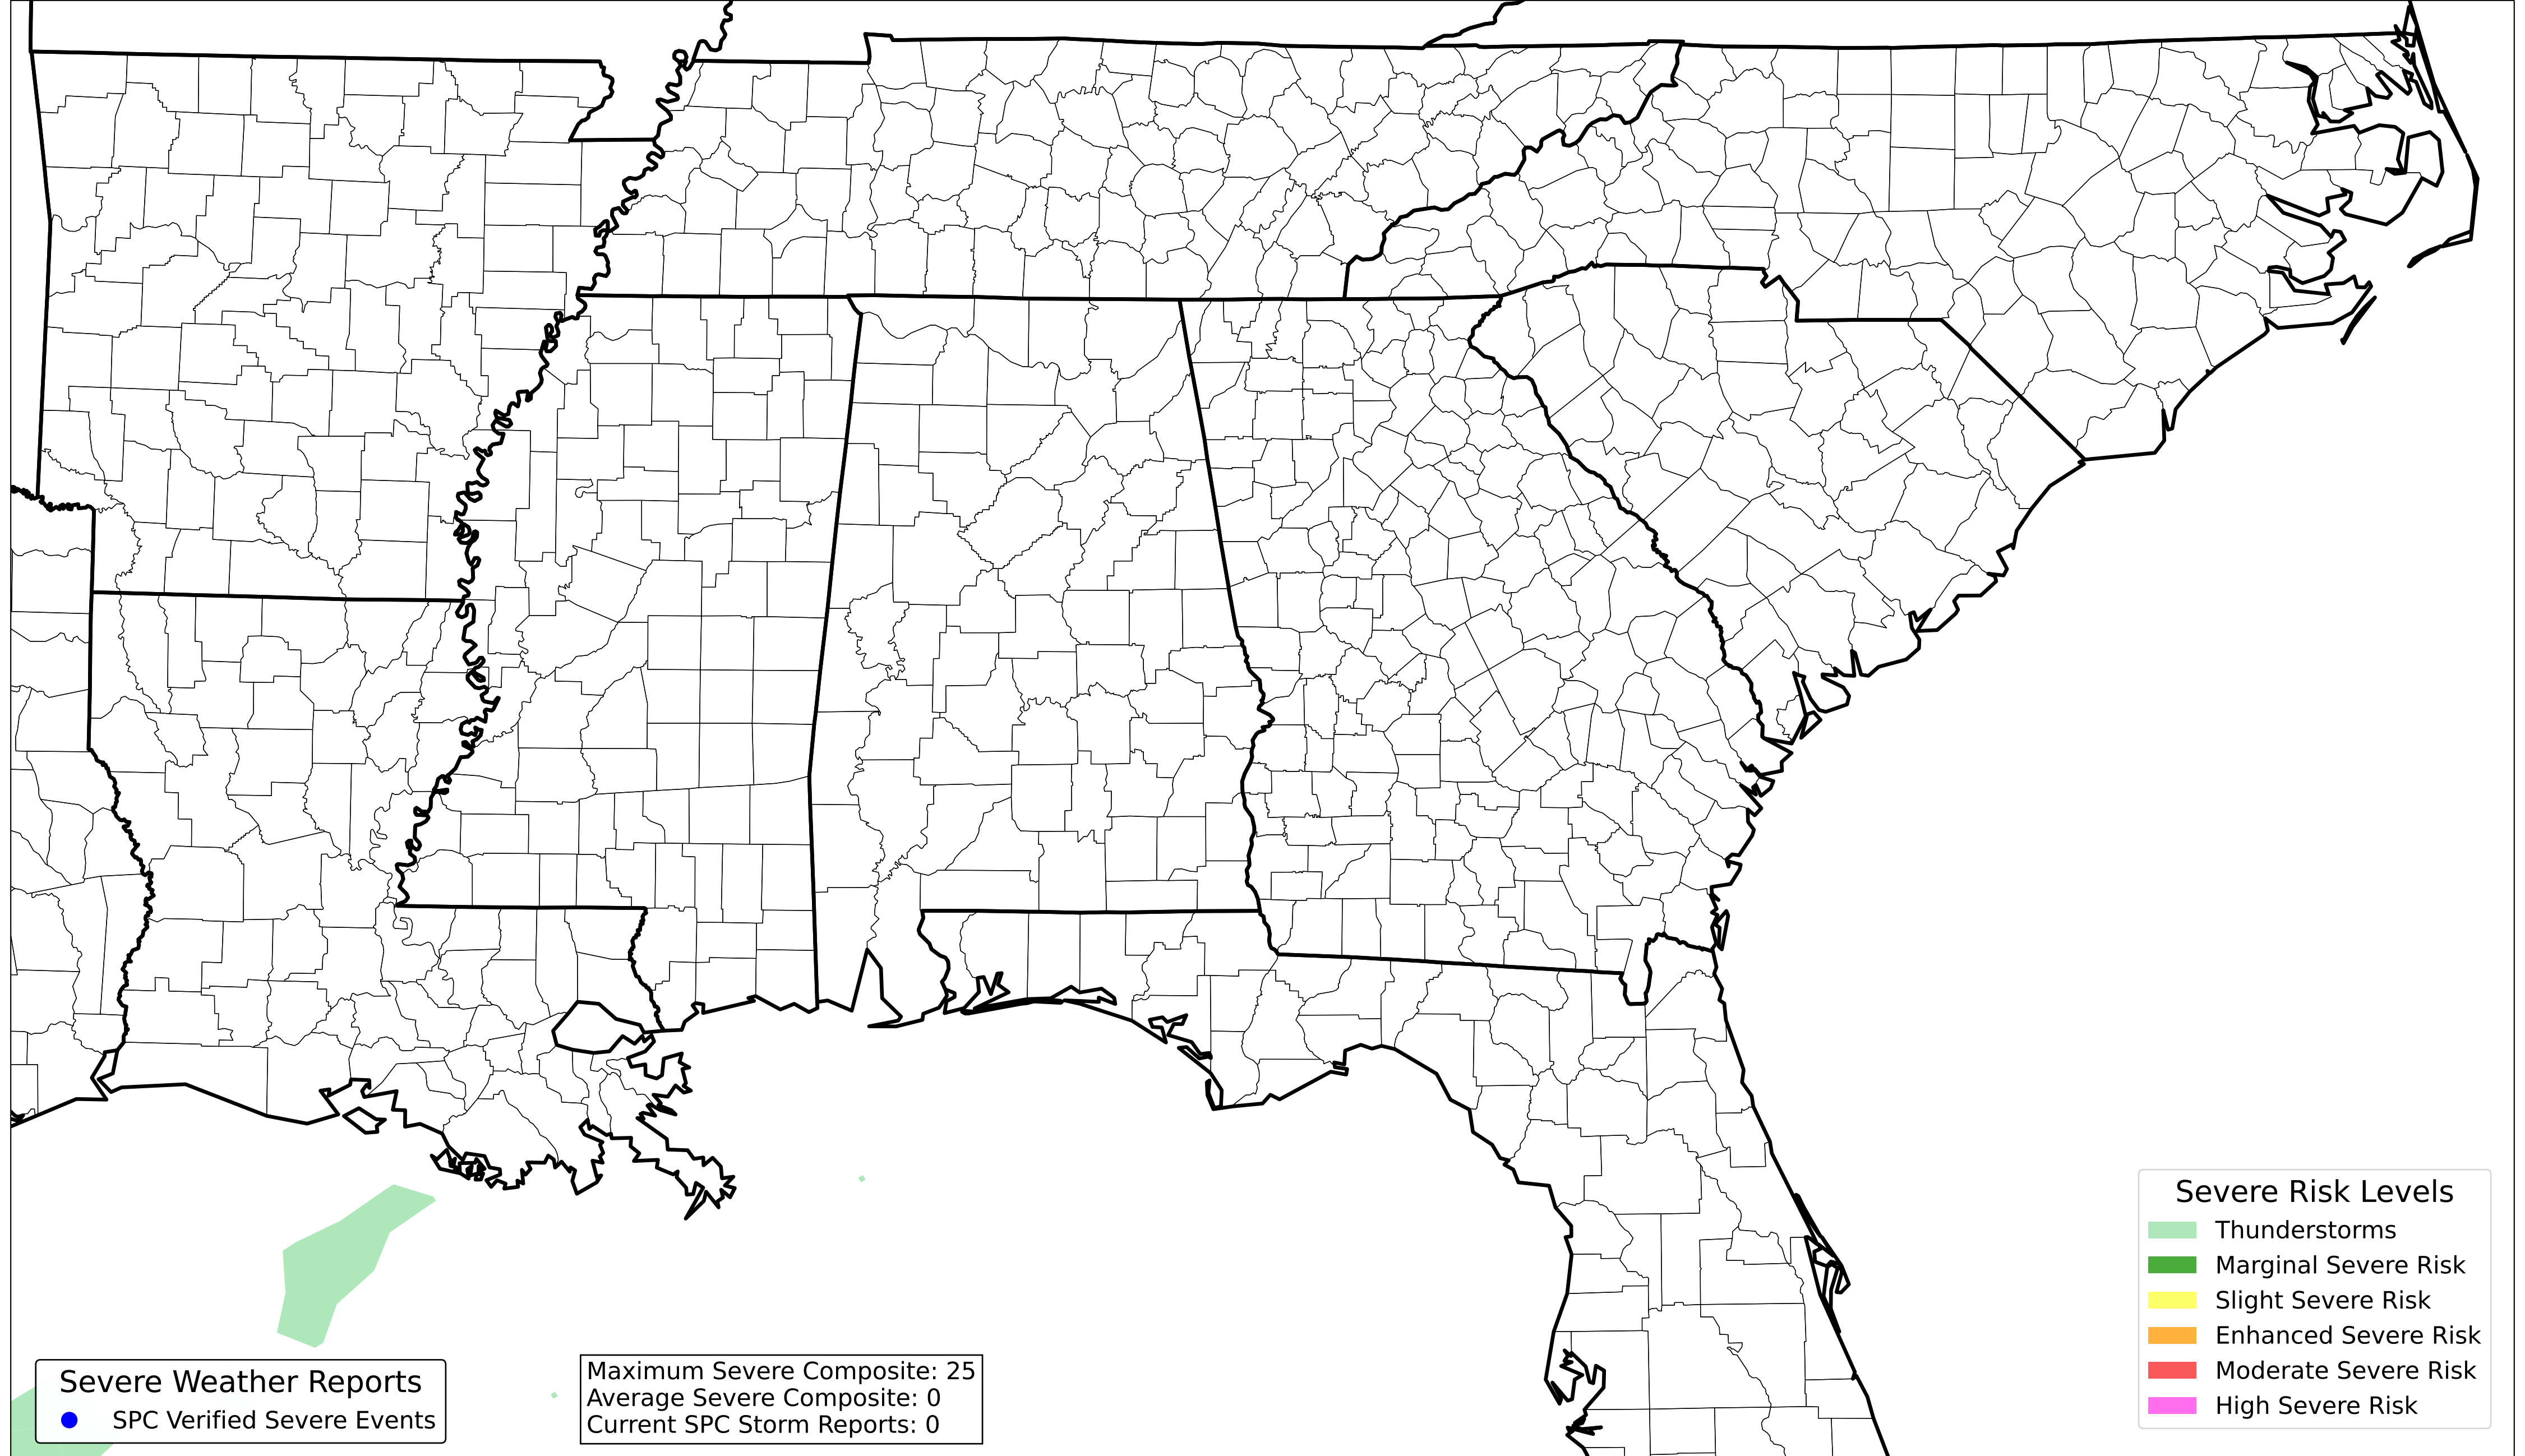 Severe Weather Reports
SPC Verified Severe Events
Maximum Severe Composite: 25
Average Severe Composite: 0
Current SPC Storm Reports: 0
Severe Risk Levels
Thunderstorms
Marginal Severe Risk
Slight Severe Risk
Enhanced Severe Risk
Moderate Severe Risk
High Severe Risk